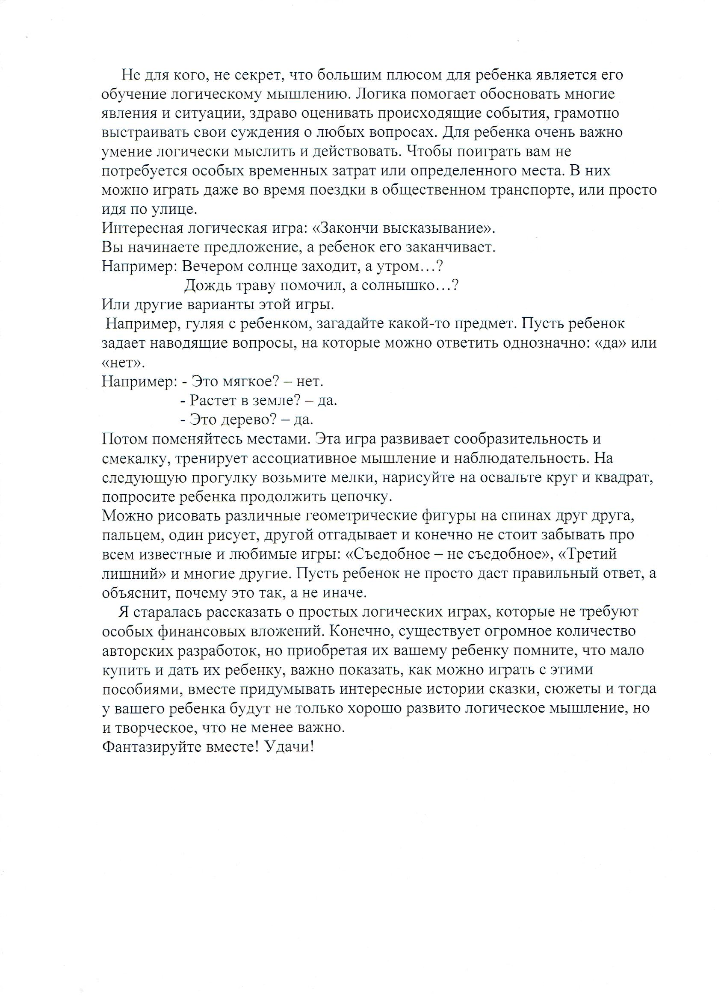 Не для кого, не секрет, что большим плюсом для ребенка является его
обучение логическому мышлению. Логика помогает обосновать многие
явления и ситуации, здраво оценивать происходящие события, грамотно
выстраивать свои суждения о любых вопросах. Для ребенка очень важно
умение логически мыслить и действовать. Чтобы поиграть вам не
потребуется особых временных затрат или определенного места. В них
можно играть даже во время поездки в общественном транспорте, или просто
идя по улице.
Интересная логическая игра: «Закончи высказывание».
Вы начинаете предложение, а ребенок его заканчивает.
Например: Вечером солнце заходит, а утром…?
Дождь траву помочил, а солнышко…?
Или другие варианты этой игры.
Например, гуляя с ребенком, загадайте какой-то предмет. Пусть ребенок
задает наводящие вопросы, на которые можно ответить однозначно: «да» или
«нет».
Например: - Это мягкое? – нет.
- Растет в земле? – да.
- Это дерево? – да.
Потом поменяйтесь местами. Эта игра развивает сообразительность и
смекалку, тренирует ассоциативное мышление и наблюдательность. На
следующую прогулку возьмите мелки, нарисуйте на освальте круг и квадрат,
попросите ребенка продолжить цепочку.
Можно рисовать различные геометрические фигуры на спинах друг друга,
пальцем, один рисует, другой отгадывает и конечно не стоит забывать про
всем известные и любимые игры: «Съедобное – не съедобное», «Третий
лишний» и многие другие. Пусть ребенок не просто даст правильный ответ, а
объяснит, почему это так, а не иначе.
Я старалась рассказать о простых логических играх, которые не требуют
особых финансовых вложений. Конечно, существует огромное количество
авторских разработок, но приобретая их вашему ребенку помните, что мало
купить и дать их ребенку, важно показать, как можно играть с этими
пособиями, вместе придумывать интересные истории сказки, сюжеты и тогда
у вашего ребенка будут не только хорошо развито логическое мышление, но
и творческое, что не менее важно.
Фантазируйте вместе! Удачи!